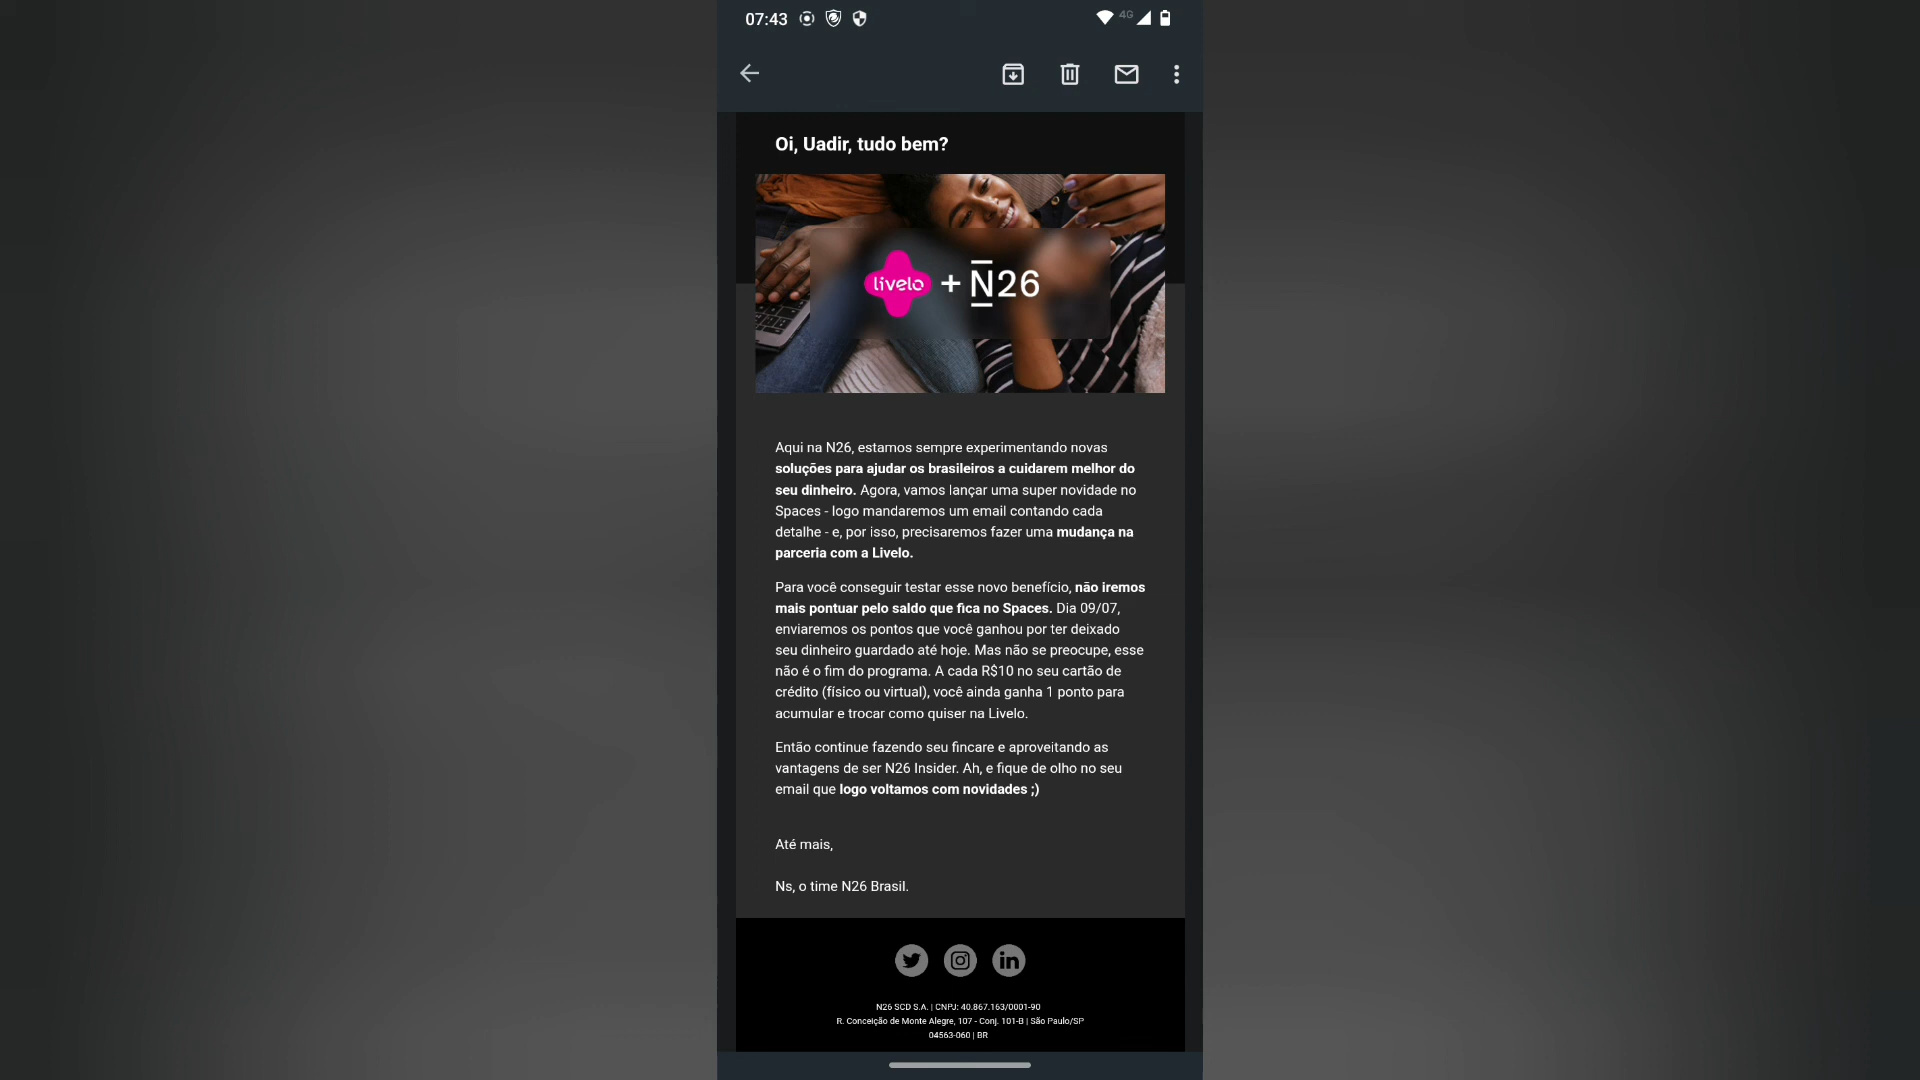 07:43
4G
Oi, Uadir, tudo bem?
livelo + N26
Aqui na N26, estamos sempre experimentando novas
soluções para ajudar os brasileiros a cuidarem melhor do
seu dinheiro. Agora, vamos lançar uma super novidade no
Spaces - logo mandaremos um email contando cada
detalhe - e, por isso, precisaremos fazer uma mudança na
parceria com a Livelo.
Para você conseguir testar esse novo benefício, não iremos
mais pontuar pelo saldo que fica no Spaces. Dia 09/07,
enviaremos os pontos que você ganhou por ter deixado
seu dinheiro guardado até hoje. Mas não se preocupe, esse
não é o fim do programa. A cada R$10 no seu cartão de
crédito (físico ou virtual), você ainda ganha 1 ponto para
acumular e trocar como quiser na Livelo.
Então continue fazendo seu fincare e aproveitando as
vantagens de ser N26 Insider. Ah, e fique de olho no seu
email que logo voltamos com novidades ;)
Até mais,
Ns, o time N26 Brasil.
N26 SCD S.A. | CNPJ: 40.867.163/0001-90
R. Conceição de Monte Alegre, 107 - Conj. 101-B | São Paulo/SP
04563-060 | BR